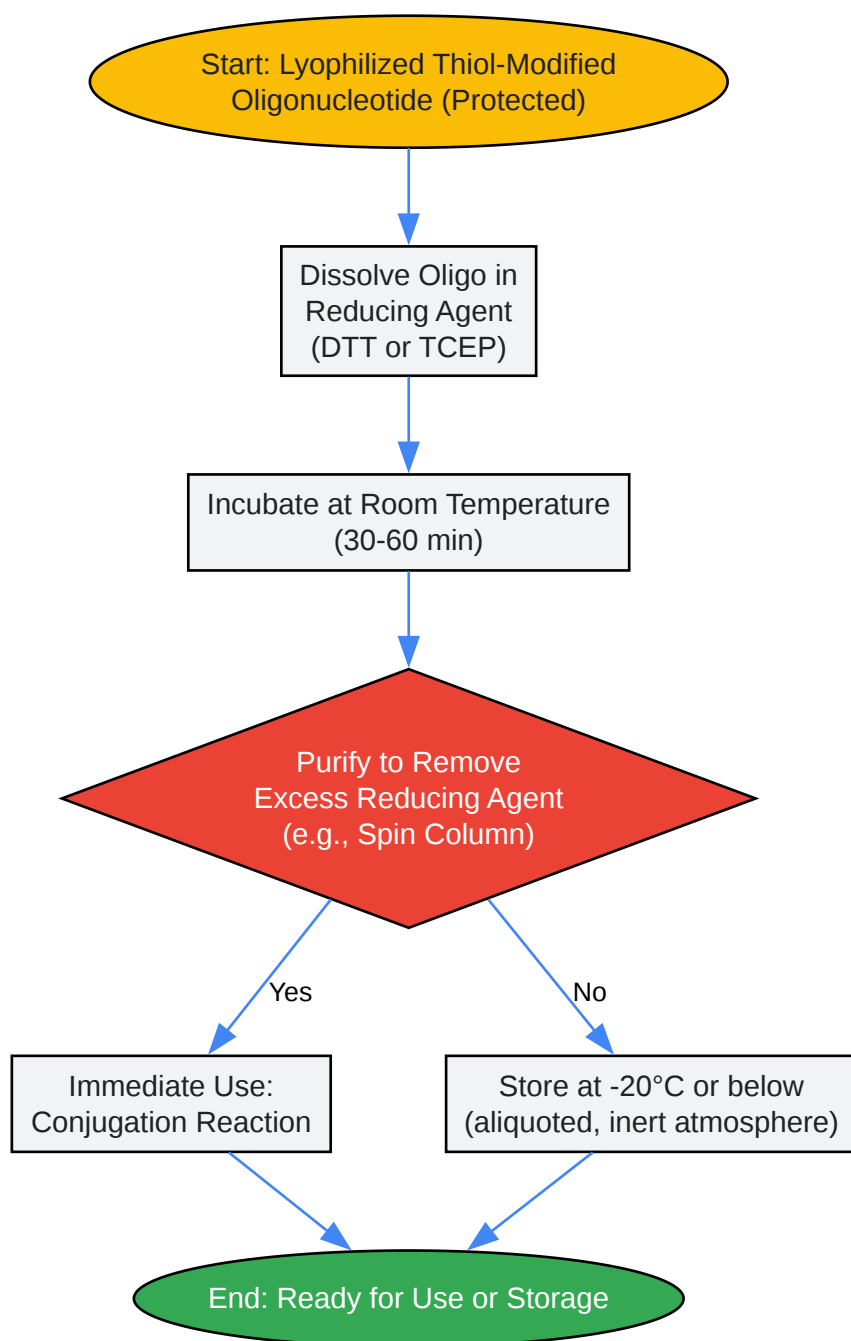 Start: Lyophilized Thiol-Modified
Oligonucleotide (Protected)
Dissolve Oligo in
Reducing Agent
(DTT or TCEP)
Incubate at Room Temperature
(30-60 min)
Purify to Remove
Excess Reducing Agent
(e.g., Spin Column)
Yes
No
Immediate Use:
Conjugation Reaction
Store at -20°C or below
(aliquoted, inert atmosphere)
End: Ready for Use or Storage